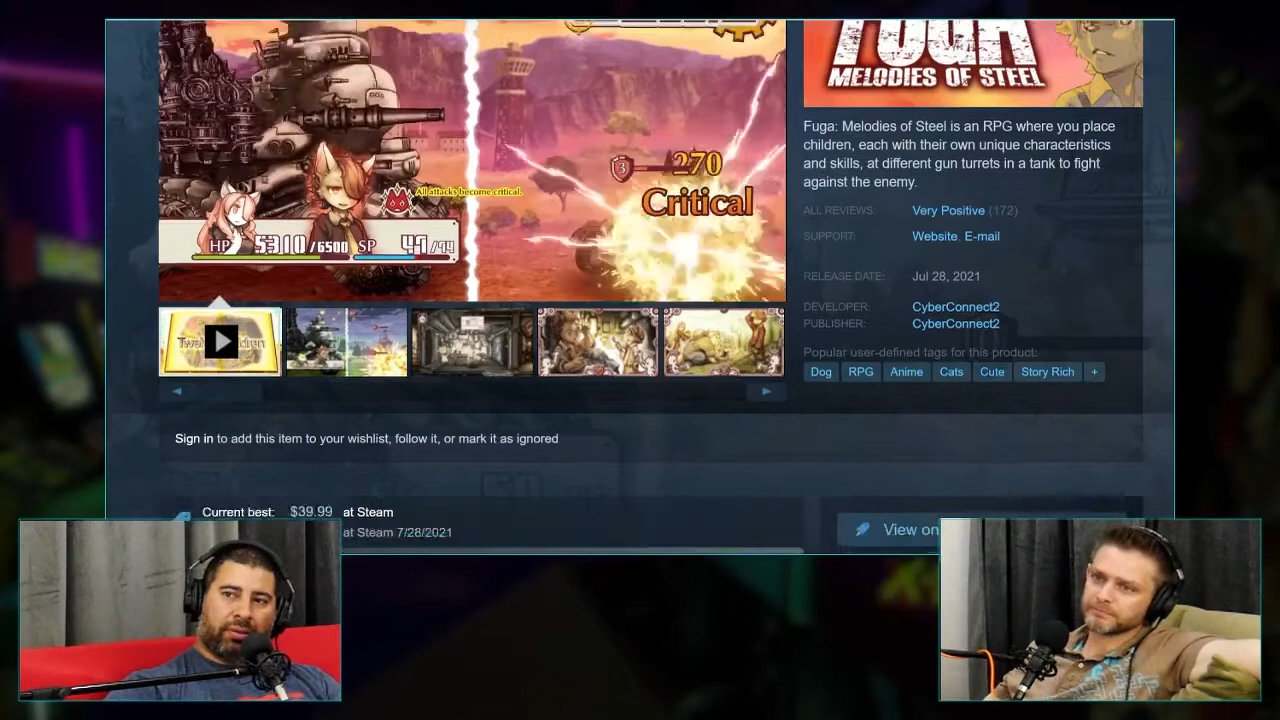 FUGA
MELODIES OF STEEL
Fuga: Melodies of Steel is an RPG where you place
children, each with their own unique characteristics
and skills, at different gun turrets in a tank to fight
against the enemy.
ALL REVIEWS: Very Positive (172)
SUPPORT: Website, E-mail
RELEASE DATE: Jul 28, 2021
DEVELOPER: CyberConnect2
PUBLISHER: CyberConnect2
Popular user-defined tags for this product:
Dog RPG Anime Cats Cute Story Rich +
3 270
Critical
All attacks become critical.
HP 5310/6500 SP 47/74
Sign in to add this item to your wishlist, follow it, or mark it as ignored
Current best: $39.99 at Steam
at Steam 7/28/2021
View on